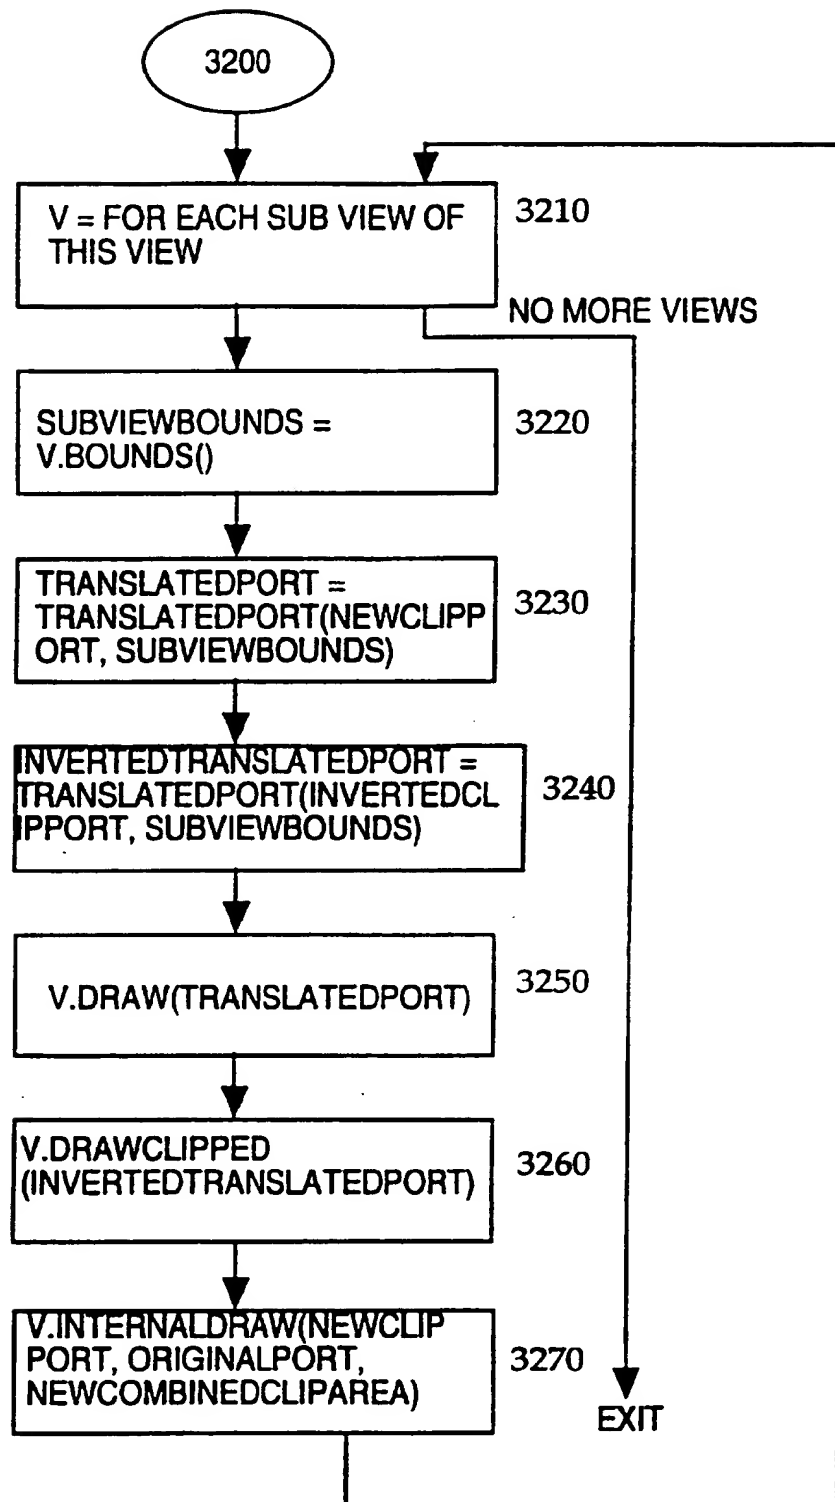 3200
V = FOR EACH SUB VIEW OF
THIS VIEW
3210
NO MORE VIEWS
SUBVIEWBOUNDS =
V.BOUNDS()
3220
TRANSLATEDPORT =
TRANSLATEDPORT(NEWCLIPP
ORT, SUBVIEWBOUNDS)
3230
INVERTEDTRANSLATEDPORT =
TRANSLATEDPORT(INVERTEDCL
IPPORT, SUBVIEWBOUNDS)
3240
V.DRAW(TRANSLATEDPORT)
3250
V.DRAWCLIPPED
(INVERTEDTRANSLATEDPORT)
3260
V.INTERNALDRAW(NEWCLIP
PORT, ORIGINALPORT,
NEWCOMBINEDCLIPAREA)
3270
EXIT